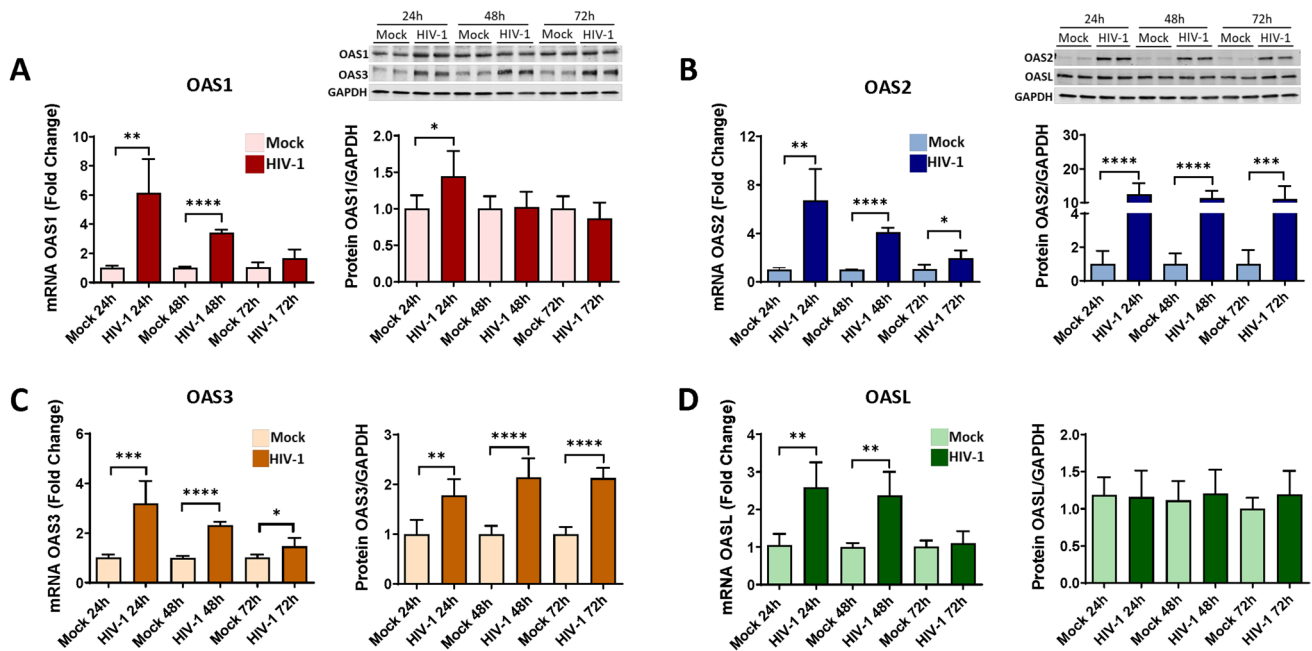 24h 48h 72h
Mock HIV-1 Mock HIV-1 Mock HIV-1
OAS1
OAS3
GAPDH
A
OAS1
mRNA OAS1 (Fold Change)
10
8
6
4
2
0
**
****
Mock
HIV-1
Mock 24h
HIV-1 24h
Mock 48h
HIV-1 48h
Mock 72h
HIV-1 72h
Protein OAS1/GAPDH
2.0
1.5
1.0
0.5
0.0
*
Mock 24h
HIV-1 24h
Mock 48h
HIV-1 48h
Mock 72h
HIV-1 72h
24h 48h 72h
Mock HIV-1 Mock HIV-1 Mock HIV-1
OAS2
OASL
GAPDH
B
OAS2
mRNA OAS2 (Fold Change)
12
8
4
0
**
****
*
Mock
HIV-1
Mock 24h
HIV-1 24h
Mock 48h
HIV-1 48h
Mock 72h
HIV-1 72h
Protein OAS2/GAPDH
30
20
10
4
2
0
****
****
***
Mock 24h
HIV-1 24h
Mock 48h
HIV-1 48h
Mock 72h
HIV-1 72h
C
OAS3
mRNA OAS3 (Fold Change)
6
4
2
0
***
****
*
Mock
HIV-1
Mock 24h
HIV-1 24h
Mock 48h
HIV-1 48h
Mock 72h
HIV-1 72h
Protein OAS3/GAPDH
3
2
1
0
**
****
****
Mock 24h
HIV-1 24h
Mock 48h
HIV-1 48h
Mock 72h
HIV-1 72h
D
OASL
mRNA OASL (Fold Change)
4
3
2
1
0
**
**
Mock
HIV-1
Mock 24h
HIV-1 24h
Mock 48h
HIV-1 48h
Mock 72h
HIV-1 72h
Protein OASL/GAPDH
2.0
1.5
1.0
0.5
0.0
Mock 24h
HIV-1 24h
Mock 48h
HIV-1 48h
Mock 72h
HIV-1 72h